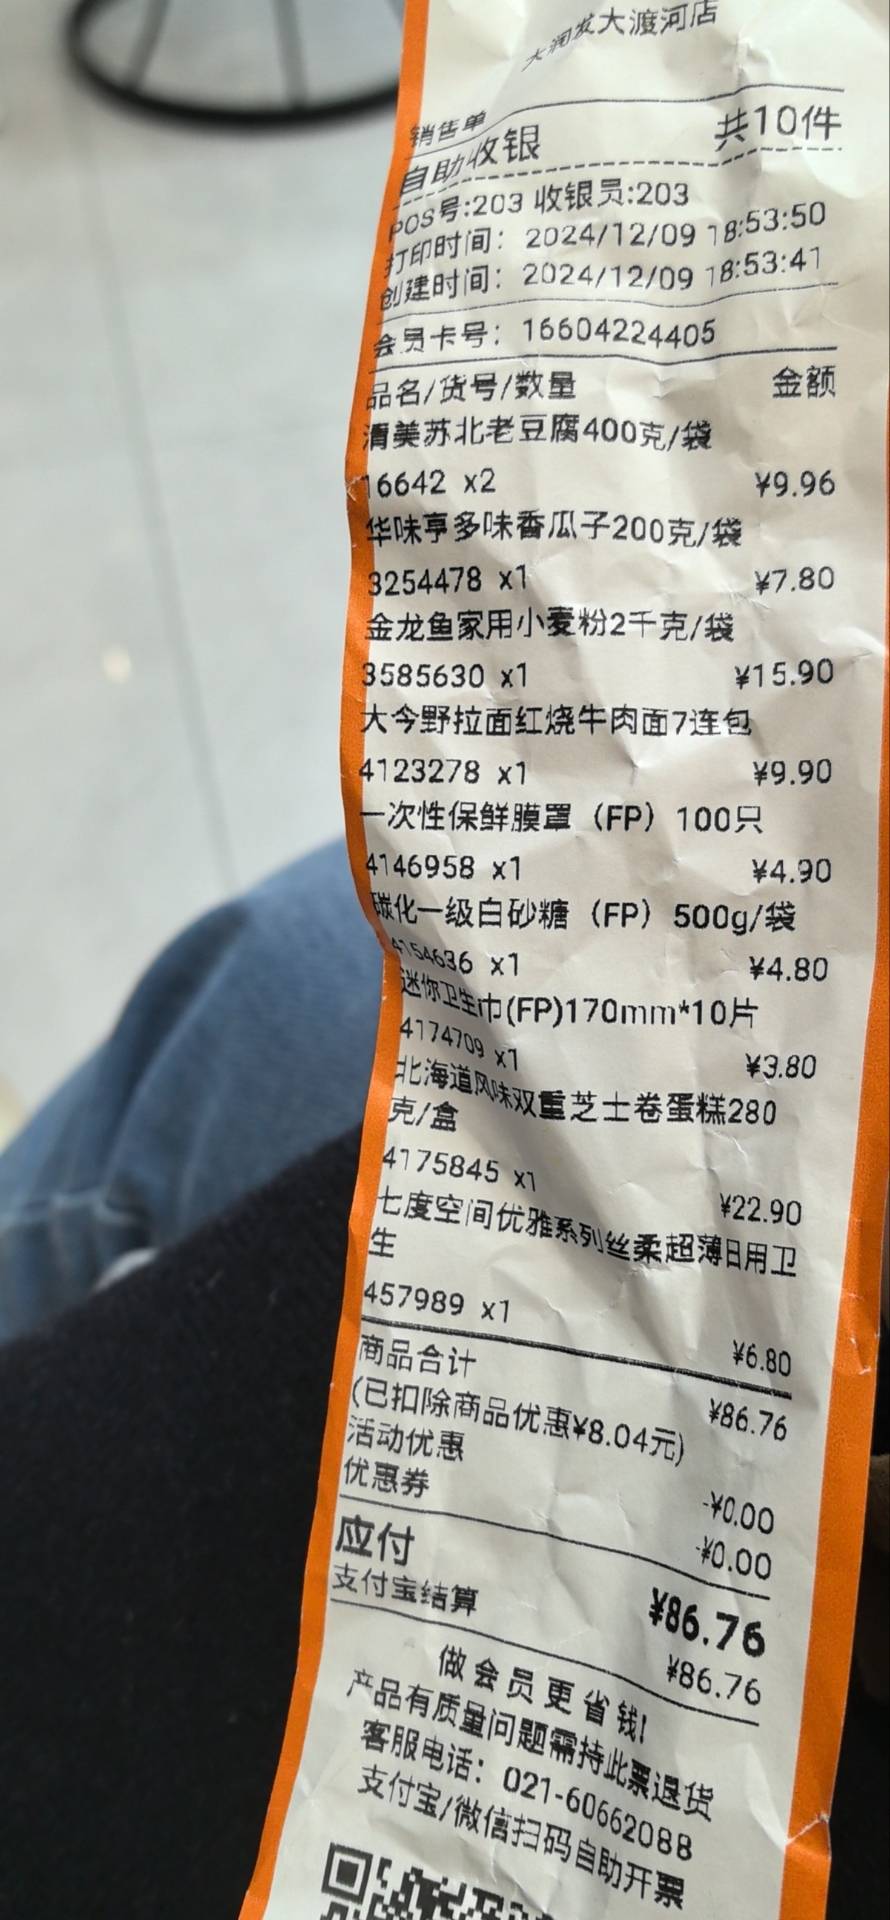 大润发大渡河店
销售单
自助收银 共10件
POS号:203 收银员:203
打印时间：2024/12/09 18:53:50
创建时间：2024/12/09 18:53:41
会员卡号：16604224405
品名/货号/数量 金额
清美苏北老豆腐400克/袋
16642 x2 ¥9.96
华味亨多味香瓜子200克/袋
3254478 x1 ¥7.80
金龙鱼家用小麦粉2千克/袋
3585630 x1 ¥15.90
大今野拉面红烧牛肉面7连包
4123278 x1 ¥9.90
一次性保鲜膜罩（FP）100只
4146958 x1 ¥4.90
碳化一级白砂糖（FP）500g/袋
4154636 x1 ¥4.80
迷你卫生巾(FP)170mm*10片
4174709 x1 ¥3.80
北海道风味双重芝士卷蛋糕280
克/盒
4175845 x1 ¥22.90
七度空间优雅系列丝柔超薄日用卫
生
457989 x1 ¥6.80
商品合计 ¥86.76
(已扣除商品优惠¥8.04元)
活动优惠 -¥0.00
优惠券 -¥0.00
应付 ¥86.76
支付宝结算 ¥86.76
做会员更省钱!
产品有质量问题需持此票退货
客服电话：021-60662088
支付宝/微信扫码自助开票